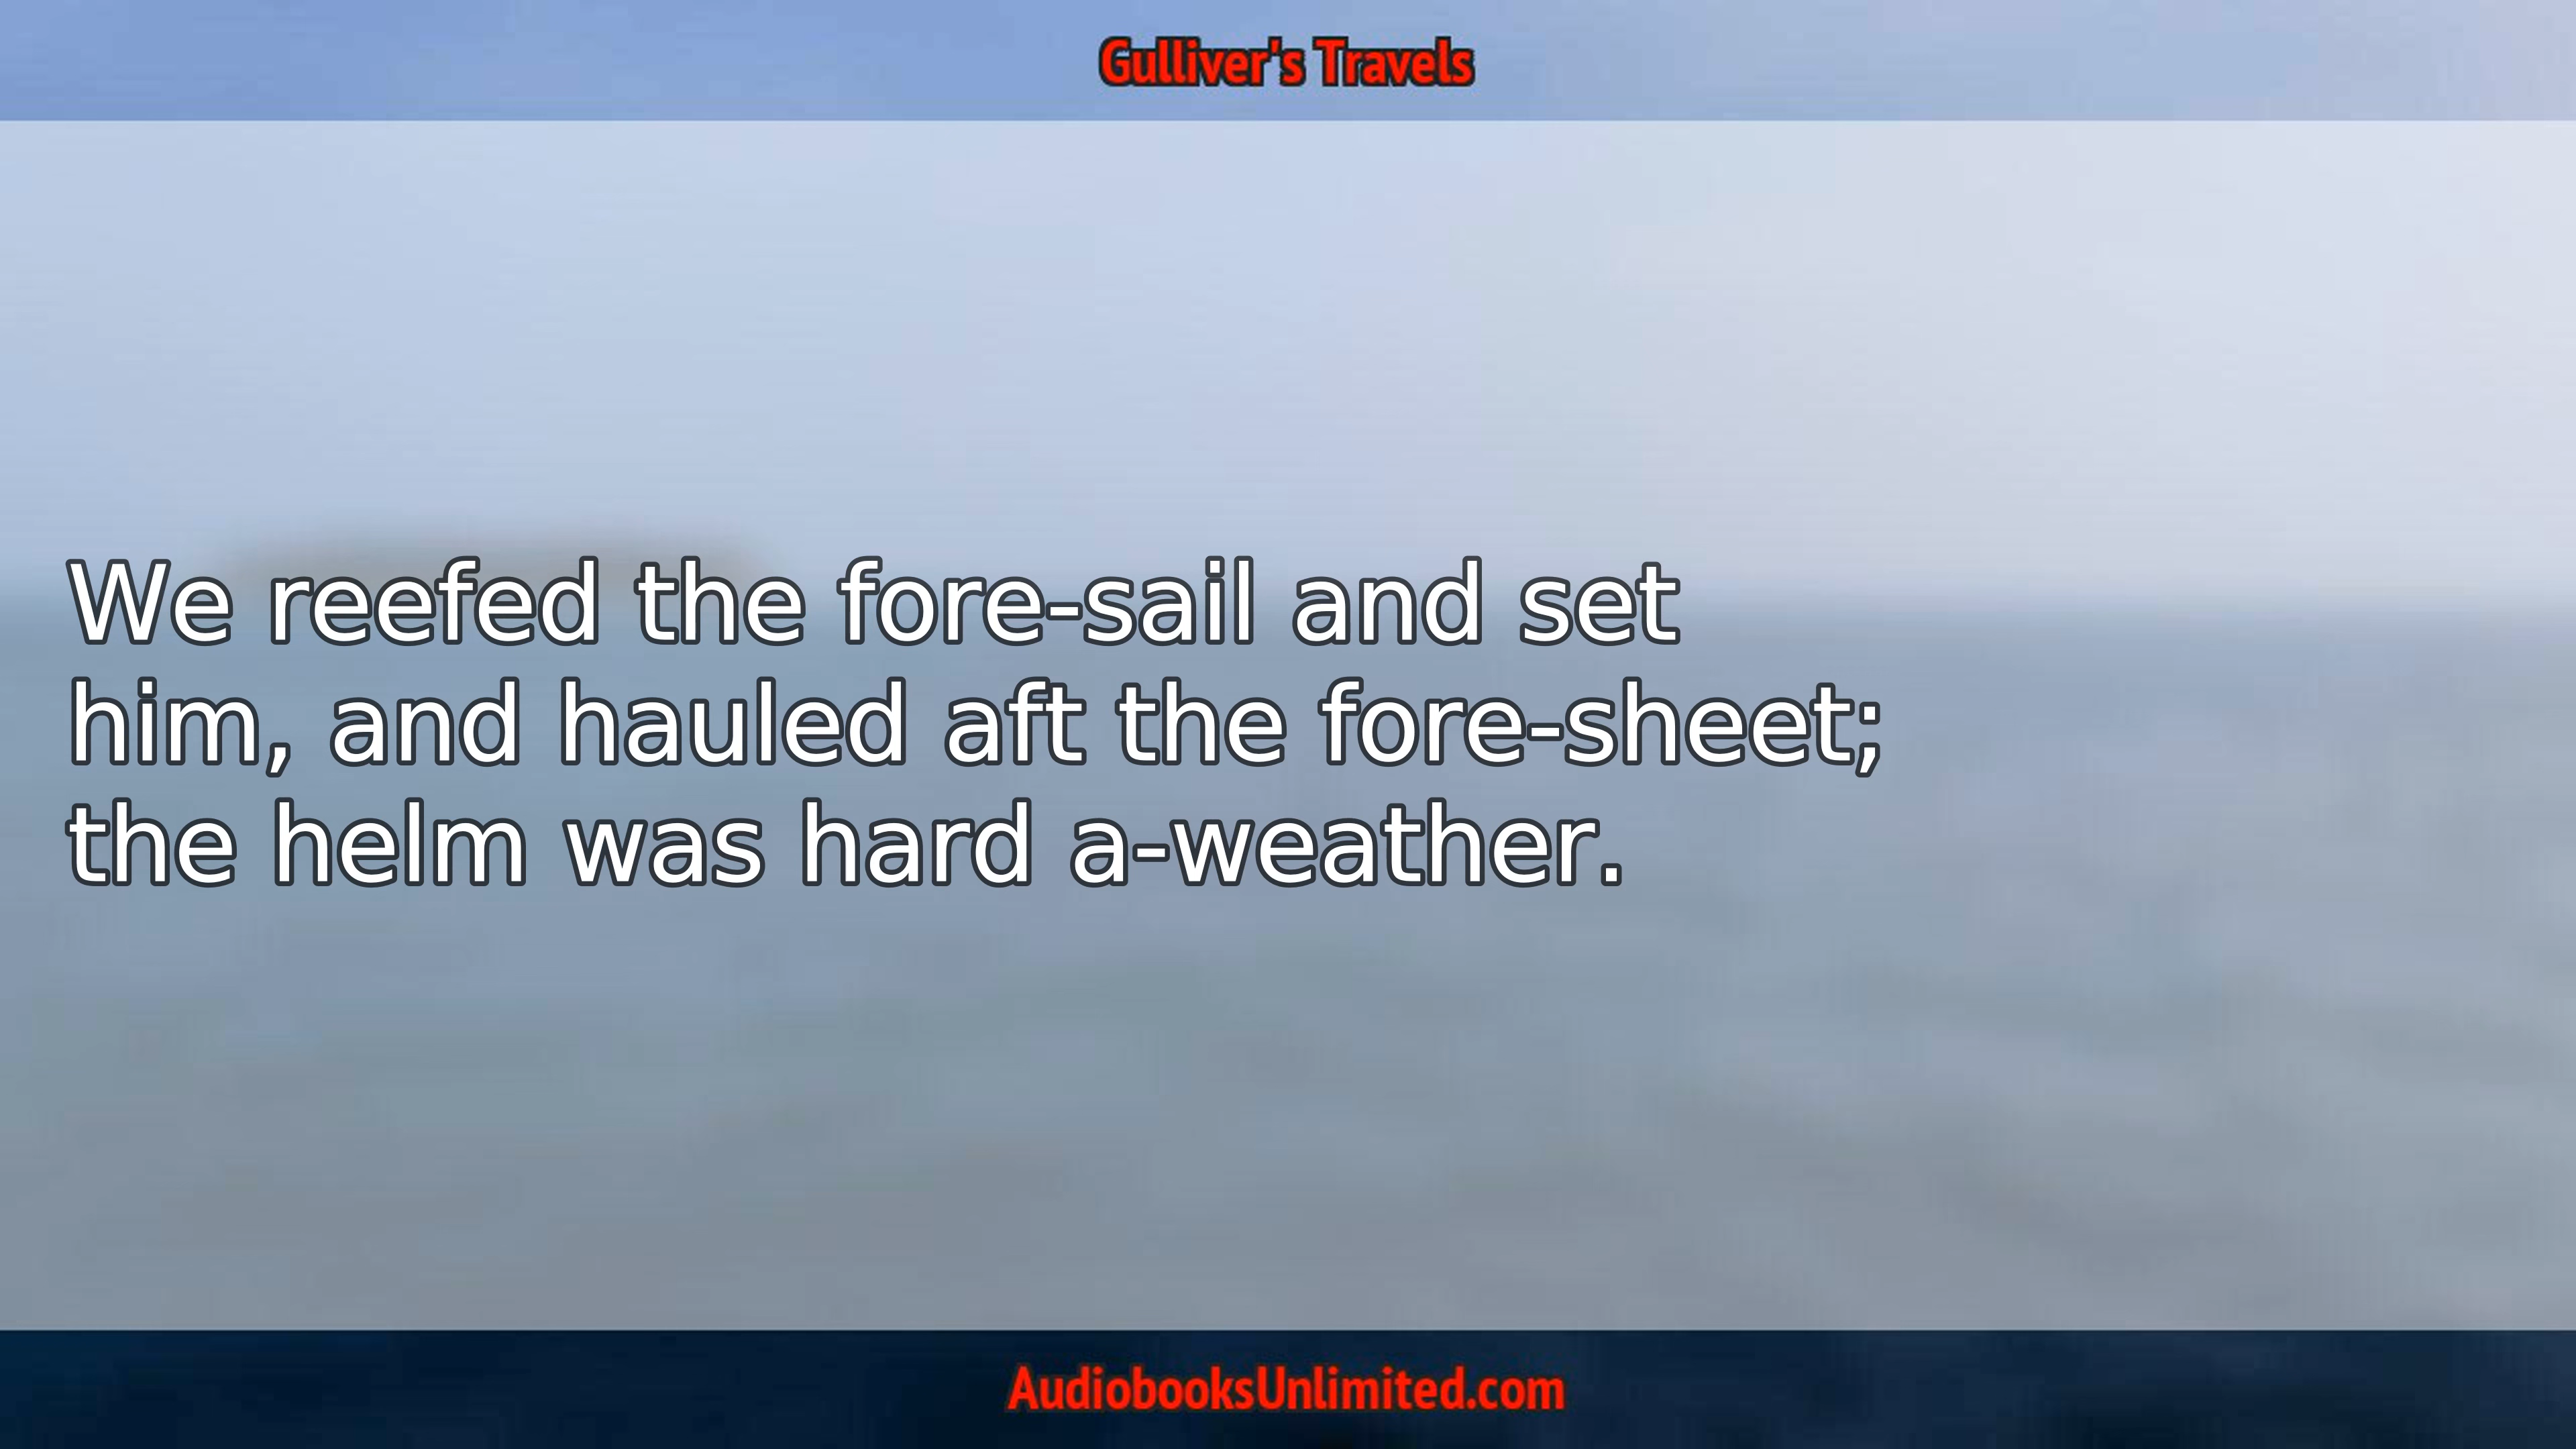 Gulliver's Travels
We reefed the fore-sail and set
him, and hauled aft the fore-sheet;
the helm was hard a-weather.
AudiobooksUnlimited.com